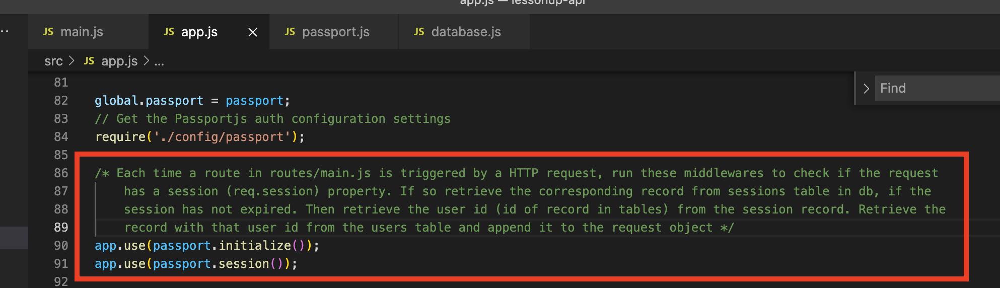 app.js — lessonup-api
JS main.js JS app.js × JS passport.js JS database.js
src > JS app.js > ...
81
82 global.passport = passport;
83 // Get the Passportjs auth configuration settings
84 require('./config/passport');
85
86 /* Each time a route in routes/main.js is triggered by a HTTP request, run these middlewares to check if the request
87 has a session (req.session) property. If so retrieve the corresponding record from sessions table in db, if the
88 session has not expired. Then retrieve the user id (id of record in tables) from the session record. Retrieve the
89 record with that user id from the users table and append it to the request object */
90 app.use(passport.initialize());
91 app.use(passport.session());
92
> Find